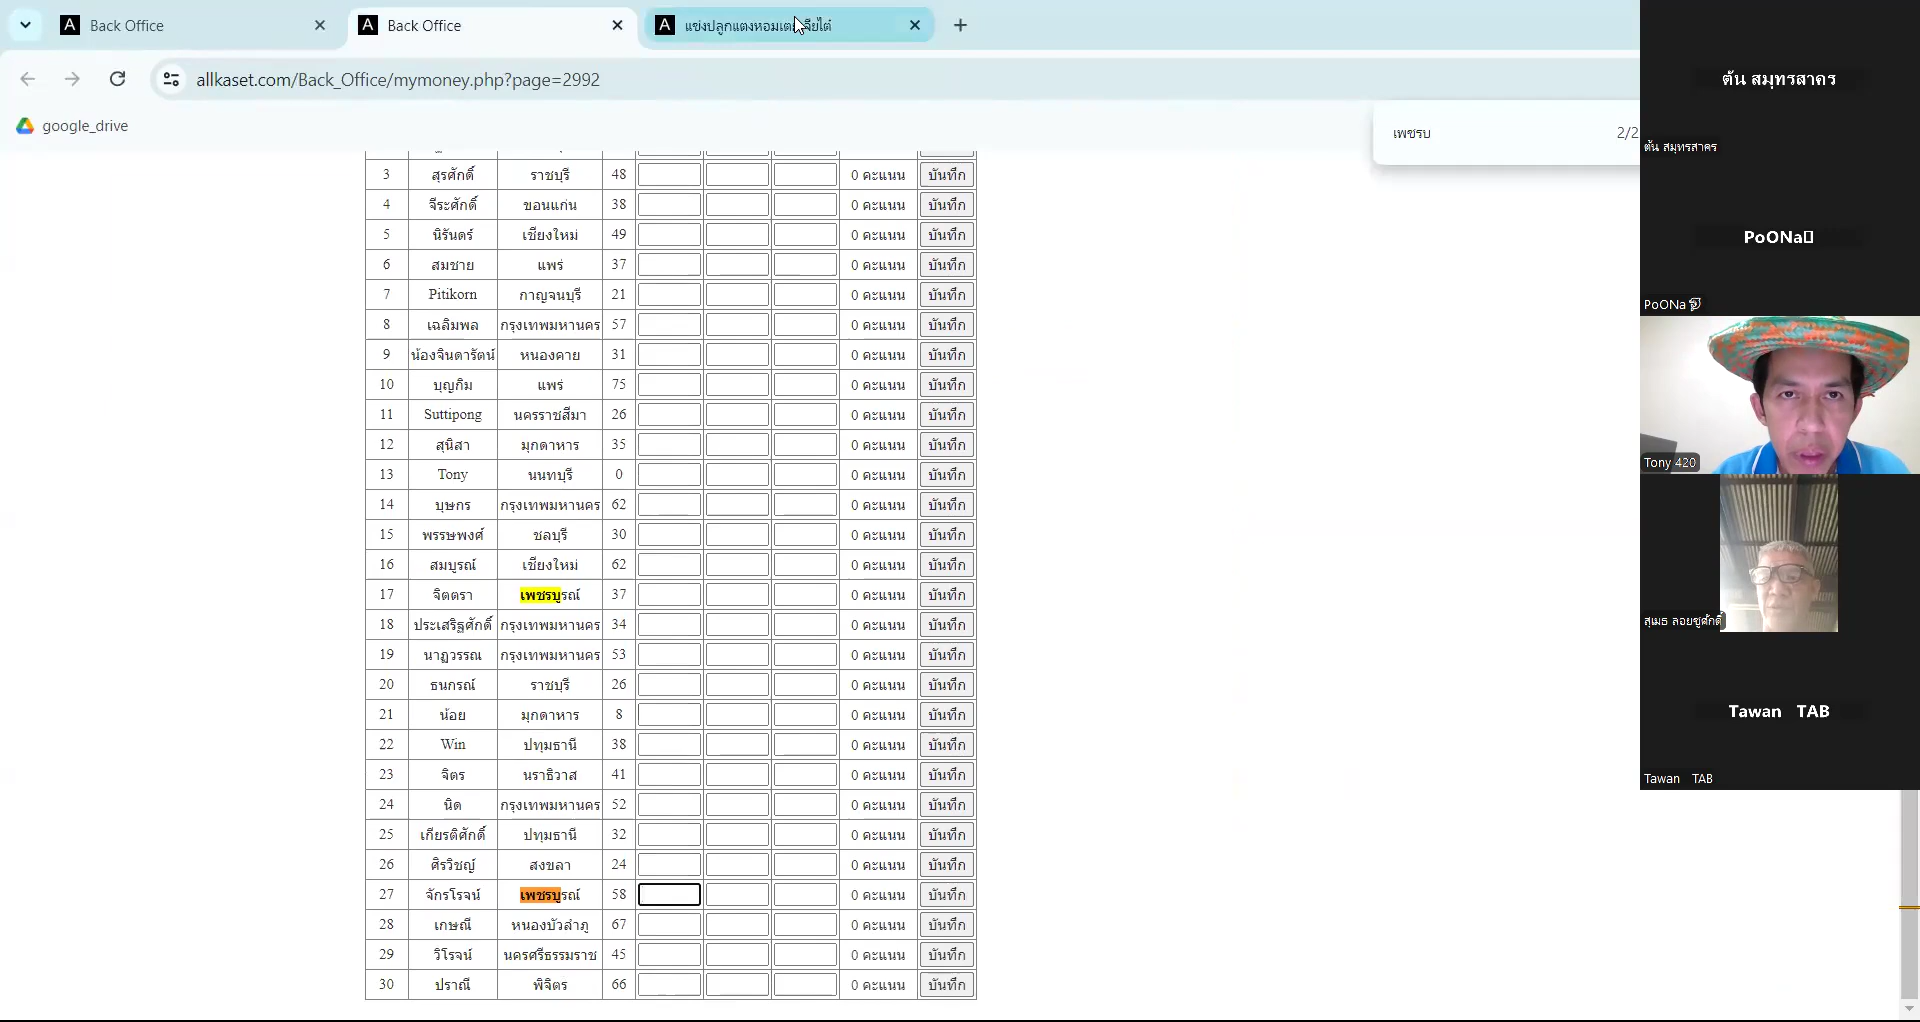 Back Office
Back Office
แข่งปลูกแตงหอมเตย
allkaset.com/Back_Office/mymoney.php?page=2992
google_drive
เพชรบ 2/2
3 สุรศักดิ์ ราชบุรี 48 0 คะแนน บันทึก
4 จีระศักดิ์ ขอนแก่น 38 0 คะแนน บันทึก
5 นิรันดร์ เชียงใหม่ 49 0 คะแนน บันทึก
6 สมชาย แพร่ 37 0 คะแนน บันทึก
7 Pitikorn กาญจนบุรี 21 0 คะแนน บันทึก
8 เฉลิมพล กรุงเทพมหานคร 57 0 คะแนน บันทึก
9 น้องจินดารัตน์ หนองคาย 31 0 คะแนน บันทึก
10 บุญกิม แพร่ 75 0 คะแนน บันทึก
11 Suttipong นครราชสีมา 26 0 คะแนน บันทึก
12 สุนิสา มุกดาหาร 35 0 คะแนน บันทึก
13 Tony นนทบุรี 0 0 คะแนน บันทึก
14 บุษกร กรุงเทพมหานคร 62 0 คะแนน บันทึก
15 พรรษพงศ์ ชลบุรี 30 0 คะแนน บันทึก
16 สมบูรณ์ เชียงใหม่ 62 0 คะแนน บันทึก
17 จิตตรา เพชรบูรณ์ 37 0 คะแนน บันทึก
18 ประเสริฐศักดิ์ กรุงเทพมหานคร 34 0 คะแนน บันทึก
19 นาฏวรรณ กรุงเทพมหานคร 53 0 คะแนน บันทึก
20 ธนกรณ์ ราชบุรี 26 0 คะแนน บันทึก
21 น้อย มุกดาหาร 8 0 คะแนน บันทึก
22 Win ปทุมธานี 38 0 คะแนน บันทึก
23 จิตร นราธิวาส 41 0 คะแนน บันทึก
24 นิด กรุงเทพมหานคร 52 0 คะแนน บันทึก
25 เกียรติศักดิ์ ปทุมธานี 32 0 คะแนน บันทึก
26 ศิรวิชญ์ สงขลา 24 0 คะแนน บันทึก
27 จักรโรจน์ เพชรบูรณ์ 58 0 คะแนน บันทึก
28 เกษณี หนองบัวลำภู 67 0 คะแนน บันทึก
29 วิโรจน์ นครศรีธรรมราช 45 0 คะแนน บันทึก
30 ปราณี พิจิตร 66 0 คะแนน บันทึก
ต้น สมุทรสาคร
ต้น สมุทรสาคร
PoONa
PoONa
Tony 420
สุเมธ ลอยชูศักดิ์
Tawan TAB
Tawan TAB